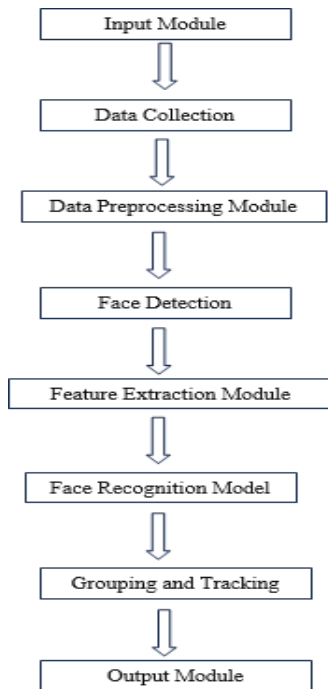 Input Module
Data Collection
Data Preprocessing Module
Face Detection
Feature Extraction Module
Face Recognition Model
Grouping and Tracking
Output Module